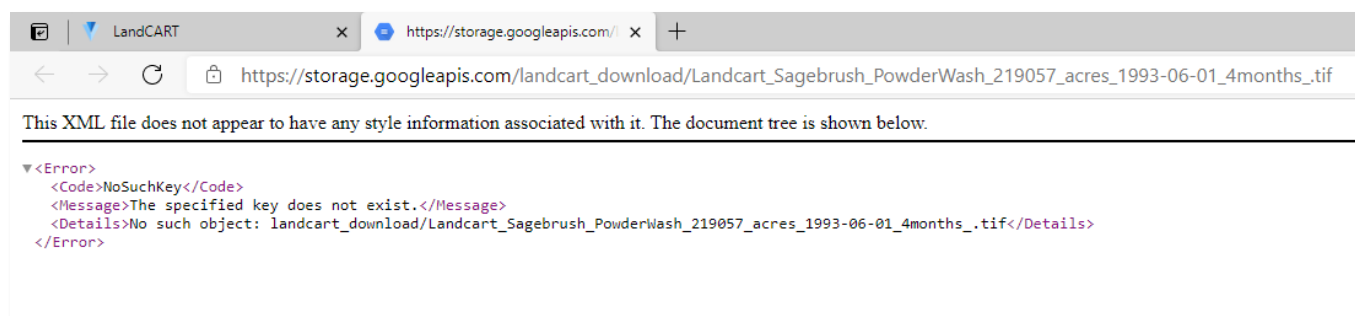 LandCART
https://storage.googleapis.com/
https://storage.googleapis.com/landcart_download/Landcart_Sagebrush_PowderWash_219057_acres_1993-06-01_4months_.tif
This XML file does not appear to have any style information associated with it. The document tree is shown below.
▼<Error>
<Code>NoSuchKey</Code>
<Message>The specified key does not exist.</Message>
<Details>No such object: landcart_download/Landcart_Sagebrush_PowderWash_219057_acres_1993-06-01_4months_.tif</Details>
</Error>